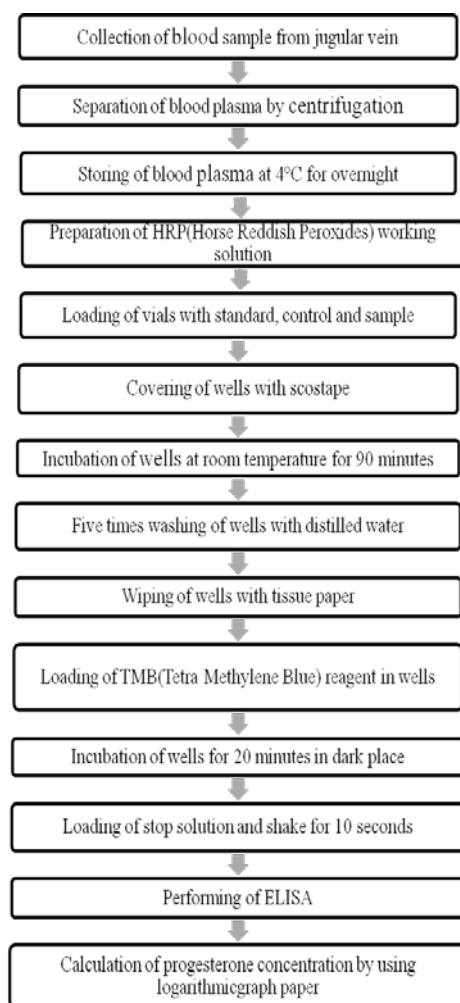 Collection of blood sample from jugular vein
Separation of blood plasma by centrifugation
Storing of blood plasma at 4°C for overnight
Preparation of HRP(Horse Reddish Peroxides) working
solution
Loading of vials with standard, control and sample
Covering of wells with scostape
Incubation of wells at room temperature for 90 minutes
Five times washing of wells with distilled water
Wiping of wells with tissue paper
Loading of TMB(Tetra Methylene Blue) reagent in wells
Incubation of wells for 20 minutes in dark place
Loading of stop solution and shake for 10 seconds
Performing of ELISA
Calculation of progesterone concentration by using
logarithmicgraph paper